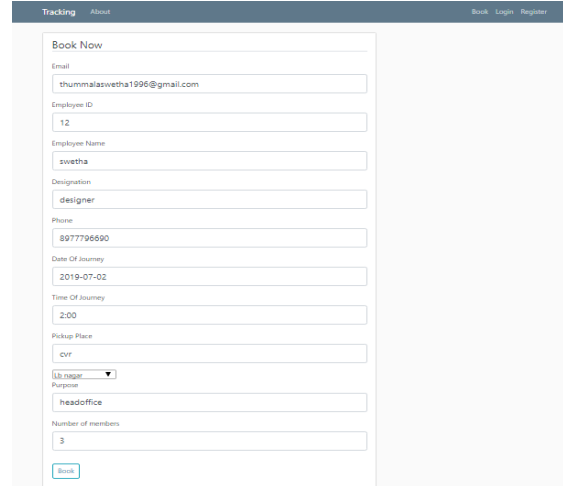 Tracking About Book Login Register
Book Now
Email
thummalaswetha1996@gmail.com
Employee ID
12
Employee Name
swetha
Designation
designer
Phone
8977796690
Date Of Journey
2019-07-02
Time Of Journey
2:00
Pickup Place
cvr
Lb nagar
Purpose
headoffice
Number of members
3
Book